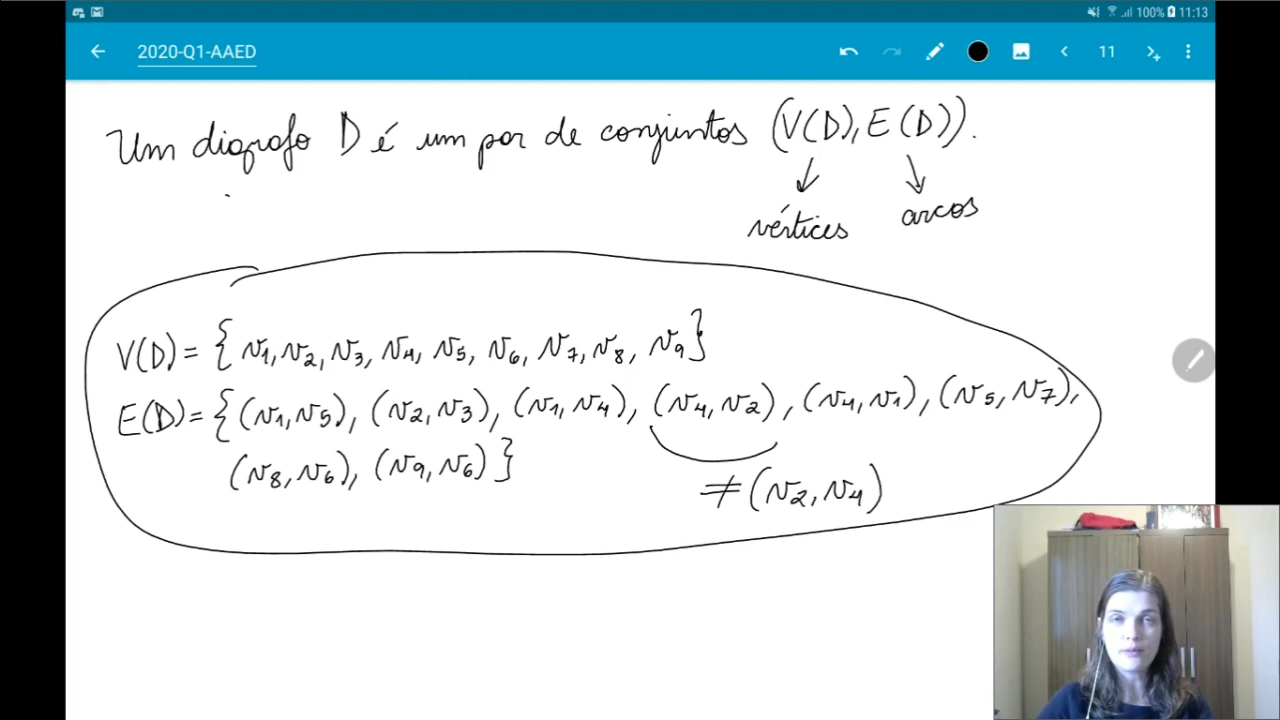 100% 11:13
2020-Q1-AAED 11
Um digrafo D é um par de conjuntos (V(D), E(D)).
vértices arcos
V(D) = {v1, v2, v3, v4, v5, v6, v7, v8, v9}
E(D) = {(v1, v5), (v2, v3), (v1, v4), (v4, v2), (v4, v1), (v5, v7),
(v8, v6), (v9, v6)}
≠ (v2, v4)